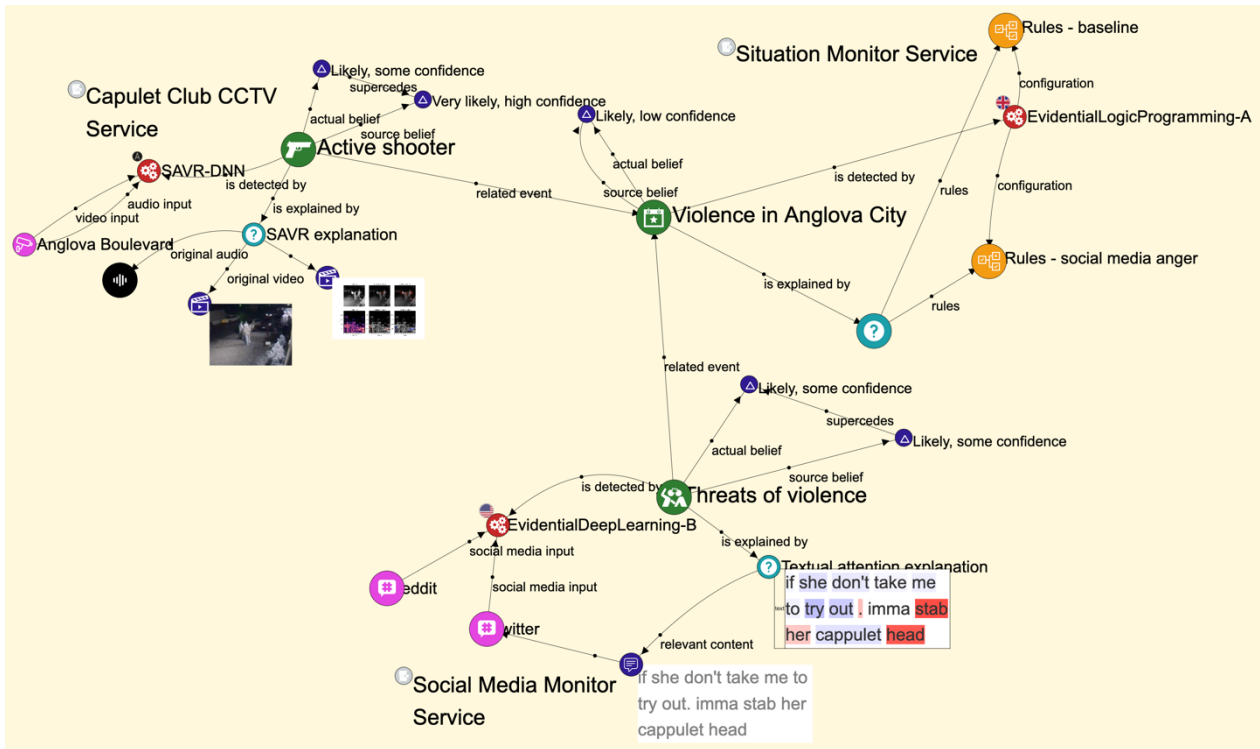 Capulet Club CCTV
Service
Likely, some confidence
supercedes
Very likely, high confidence
actual belief
source belief
Active shooter
SAVR-DNN
is detected by
audio input
video input
is explained by
Anglova Boulevard
SAVR explanation
original audio
original video
related event
Situation Monitor Service
Rules - baseline
configuration
EvidentialLogicProgramming-A
Likely, low confidence
actual belief
source belief
is detected by
rules
configuration
Violence in Anglova City
Rules - social media anger
is explained by
rules
related event
Likely, some confidence
supercedes
actual belief
Likely, some confidence
source belief
is detected by
Threats of violence
EvidentialDeepLearning-B
is explained by
social media input
Textual attention explanation
eddit
social media input
if she don't take me
to try out . imma stab
her cappulet head
text
witter
relevant content
Social Media Monitor
Service
if she don't take me to
try out. imma stab her
cappulet head